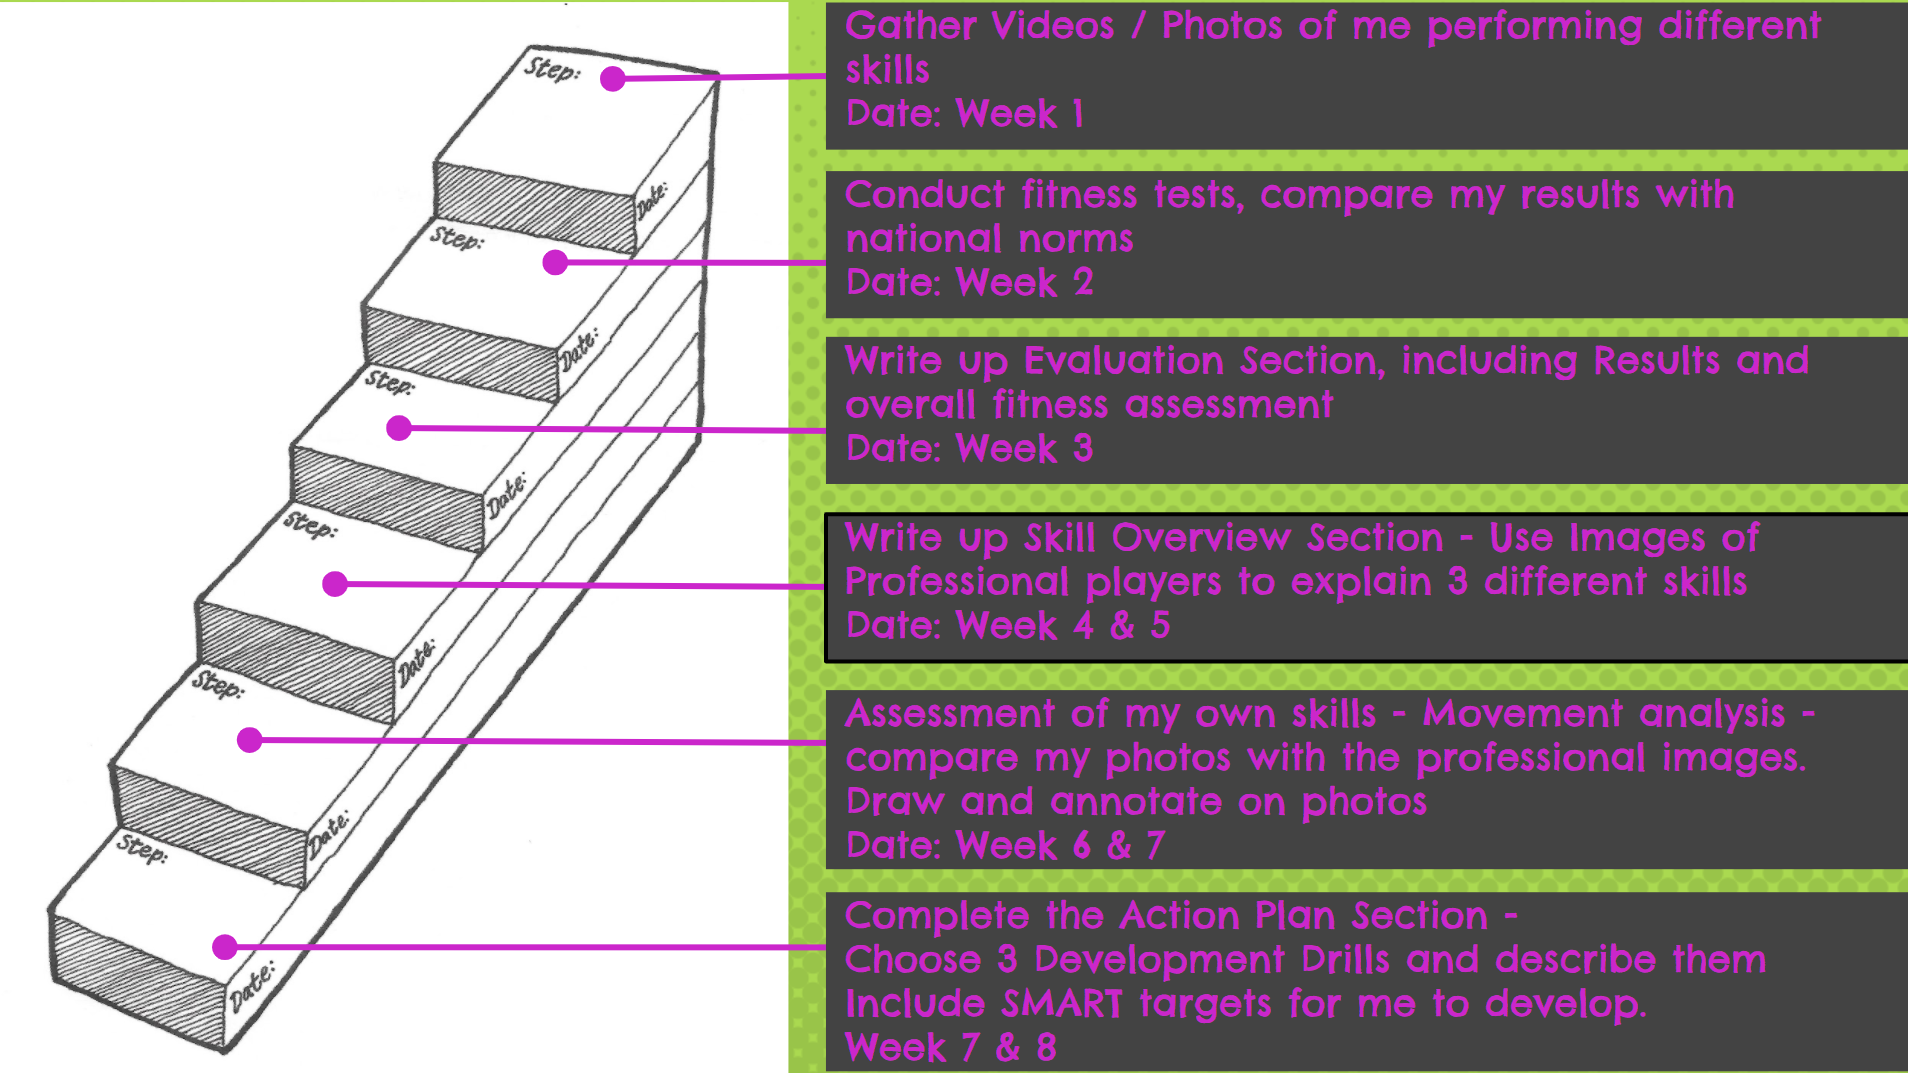 Step:
Date:
Step:
Date:
Step:
Date:
Step:
Date:
Step:
Date:
Step:
Date:
Gather Videos / Photos of me performing different
skills
Date: Week 1
Conduct fitness tests, compare my results with
national norms
Date: Week 2
Write up Evaluation Section, including Results and
overall fitness assessment
Date: Week 3
Write up Skill Overview Section - Use Images of
Professional players to explain 3 different skills
Date: Week 4 & 5
Assessment of my own skills - Movement analysis -
compare my photos with the professional images.
Draw and annotate on photos
Date: Week 6 & 7
Complete the Action Plan Section -
Choose 3 Development Drills and describe them
Include SMART targets for me to develop.
Week 7 & 8